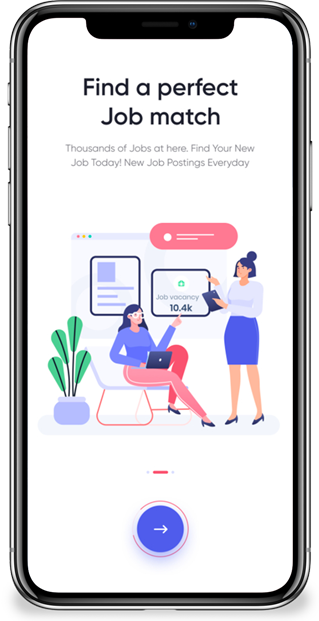 Find a perfect
Job match
Thousands of Jobs at here. Find Your New
Job Today! New Job Postings Everyday
Job vacancy
10.4k